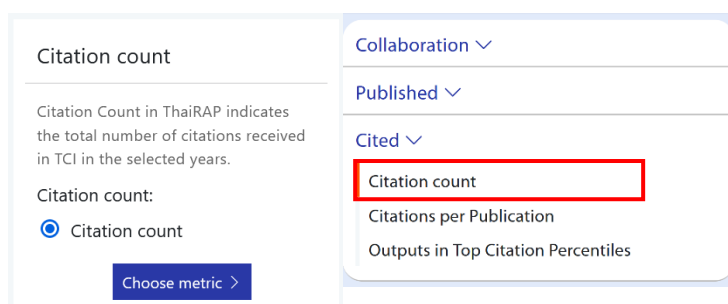 Citation count
Citation Count in ThaiRAP indicates
the total number of citations received
in TCI in the selected years.
Citation count:
Citation count
Choose metric
Collaboration
Published
Cited
Citation count
Citations per Publication
Outputs in Top Citation Percentiles